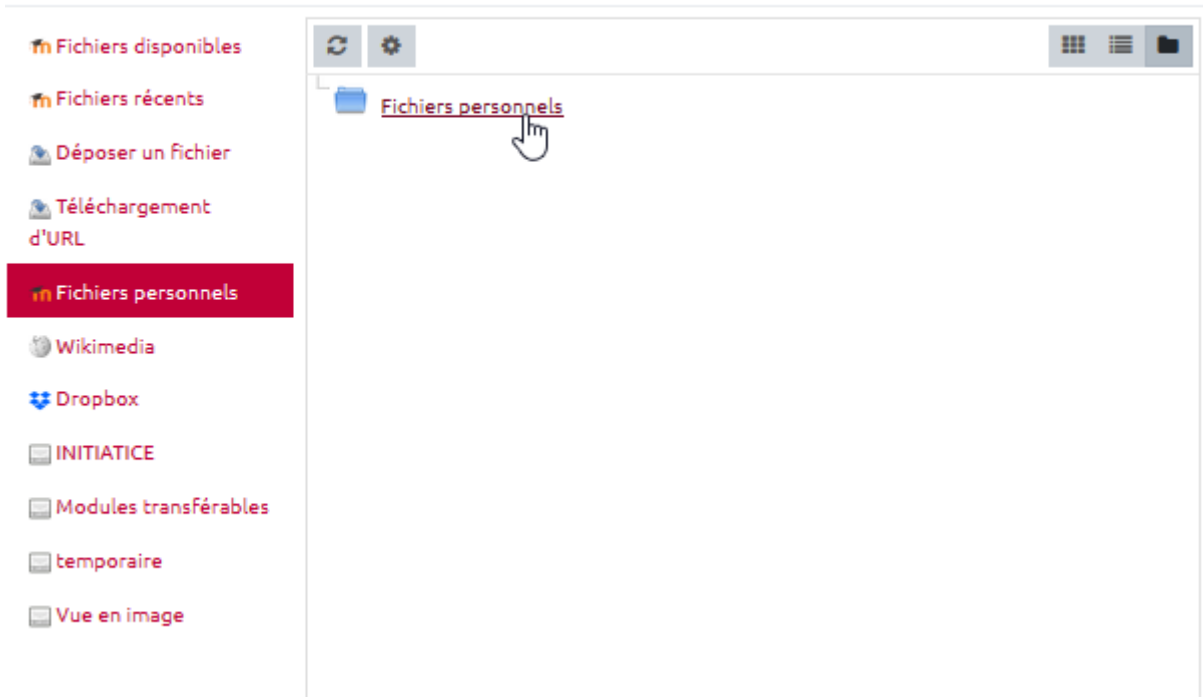 Fichiers disponibles
Fichiers récents
Déposer un fichier
Téléchargement
d'URL
Fichiers personnels
Wikimedia
Dropbox
INITIATICE
Modules transférables
temporaire
Vue en image
Fichiers personnels